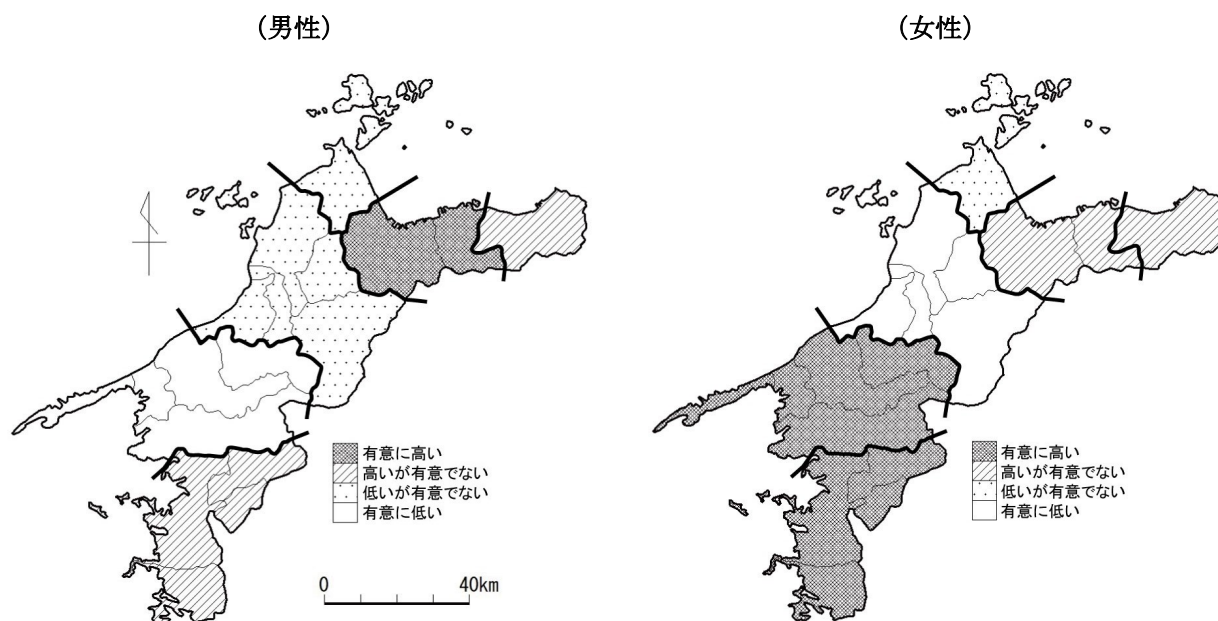 (男性)
(女性)
有意に高い
高いが有意でない
低いが有意でない
有意に低い
0 40km
有意に高い
高いが有意でない
低いが有意でない
有意に低い